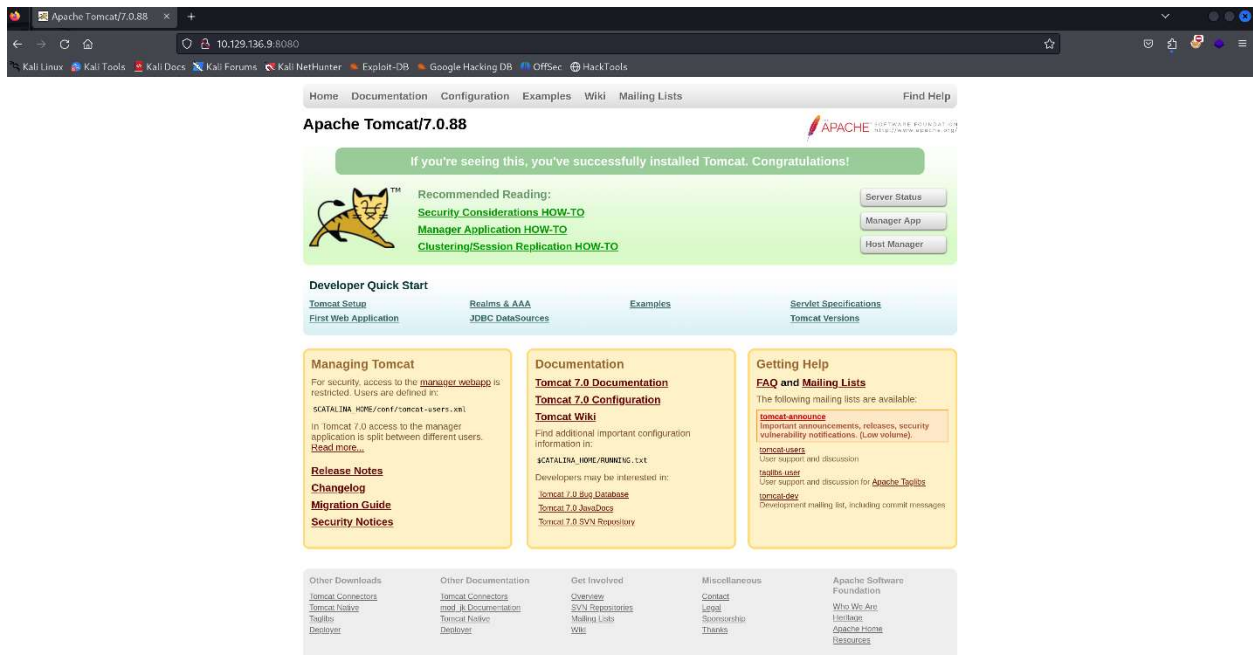 Apache Tomcat/7.0.88
10.129.136.9:8080
Kali Linux Kali Tools Kali Docs Kali Forums Kali NetHunter Exploit-DB Google Hacking DB OffSec HackTools
Home Documentation Configuration Examples Wiki Mailing Lists Find Help
Apache Tomcat/7.0.88
APACHE SOFTWARE FOUNDATION
http://www.apache.org/
If you're seeing this, you've successfully installed Tomcat. Congratulations!
TM
Recommended Reading:
Security Considerations HOW-TO
Manager Application HOW-TO
Clustering/Session Replication HOW-TO
Server Status
Manager App
Host Manager
Developer Quick Start
Tomcat Setup
First Web Application
Realms & AAA
JDBC DataSources
Examples
Servlet Specifications
Tomcat Versions
Managing Tomcat
For security, access to the manager webapp is
restricted. Users are defined in:
$CATALINA_HOME/conf/tomcat-users.xml
In Tomcat 7.0 access to the manager
application is split between different users.
Read more...
Release Notes
Changelog
Migration Guide
Security Notices
Documentation
Tomcat 7.0 Documentation
Tomcat 7.0 Configuration
Tomcat Wiki
Find additional important configuration
information in:
$CATALINA_HOME/RUNNING.txt
Developers may be interested in:
Tomcat 7.0 Bug Database
Tomcat 7.0 JavaDocs
Tomcat 7.0 SVN Repository
Getting Help
FAQ and Mailing Lists
The following mailing lists are available:
tomcat-announce
Important announcements, releases, security
vulnerability notifications. (Low volume).
tomcat-users
User support and discussion
taglibs-user
User support and discussion for Apache Taglibs
tomcat-dev
Development mailing list, including commit messages
Other Downloads
Tomcat Connectors
Tomcat Native
Taglibs
Deployer
Other Documentation
Tomcat Connectors
mod_jk Documentation
Tomcat Native
Deployer
Get Involved
Overview
SVN Repositories
Mailing Lists
Wiki
Miscellaneous
Contact
Legal
Sponsorship
Thanks
Apache Software
Foundation
Who We Are
Heritage
Apache Home
Resources